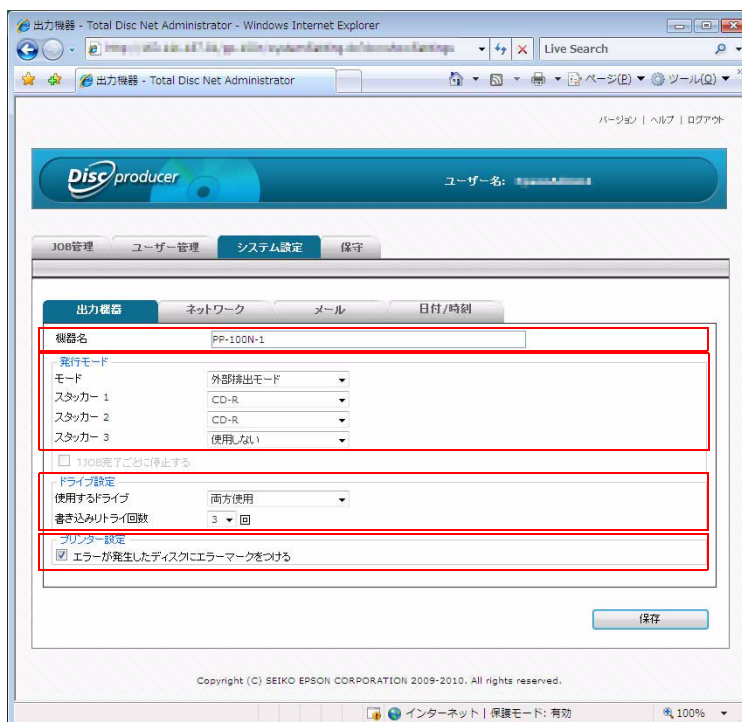 出力機器 - Total Disc Net Administrator - Windows Internet Explorer
Live Search
出力機器 - Total Disc Net Administrator
ページ(P) ツール(O)
バージョン | ヘルプ | ログアウト
Disc producer
ユーザー名:
JOB管理 ユーザー管理 システム設定 保守
出力機器 ネットワーク メール 日付/時刻
機器名 PP-100N-1
発行モード
モード 外部排出モード
スタッカー 1 CD-R
スタッカー 2 CD-R
スタッカー 3 使用しない
1JOB完了ごとに停止する
ドライブ設定
使用するドライブ 両方使用
書き込みリトライ回数 3 回
プリンター設定
エラーが発生したディスクにエラーマークをつける
保存
Copyright (C) SEIKO EPSON CORPORATION 2009-2010. All rights reserved.
インターネット | 保護モード: 有効 100%